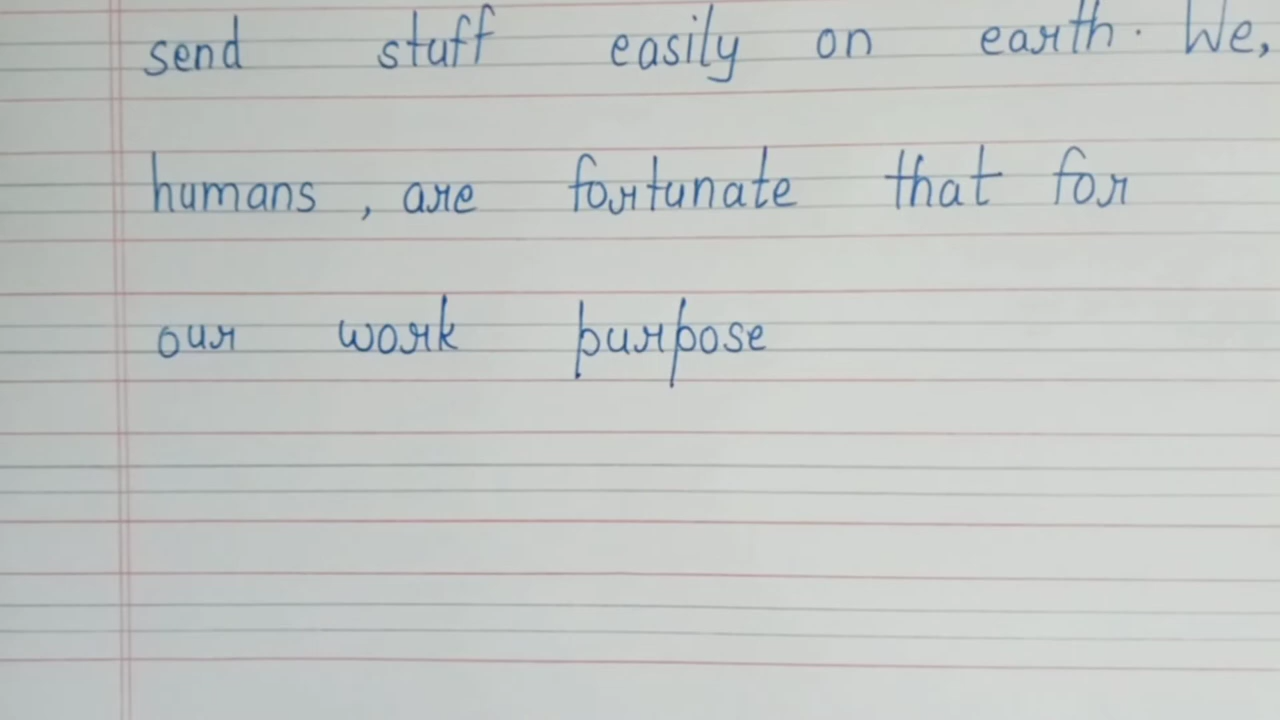 send stuff easily on earth. We,
humans, are fortunate that for
our work purpose